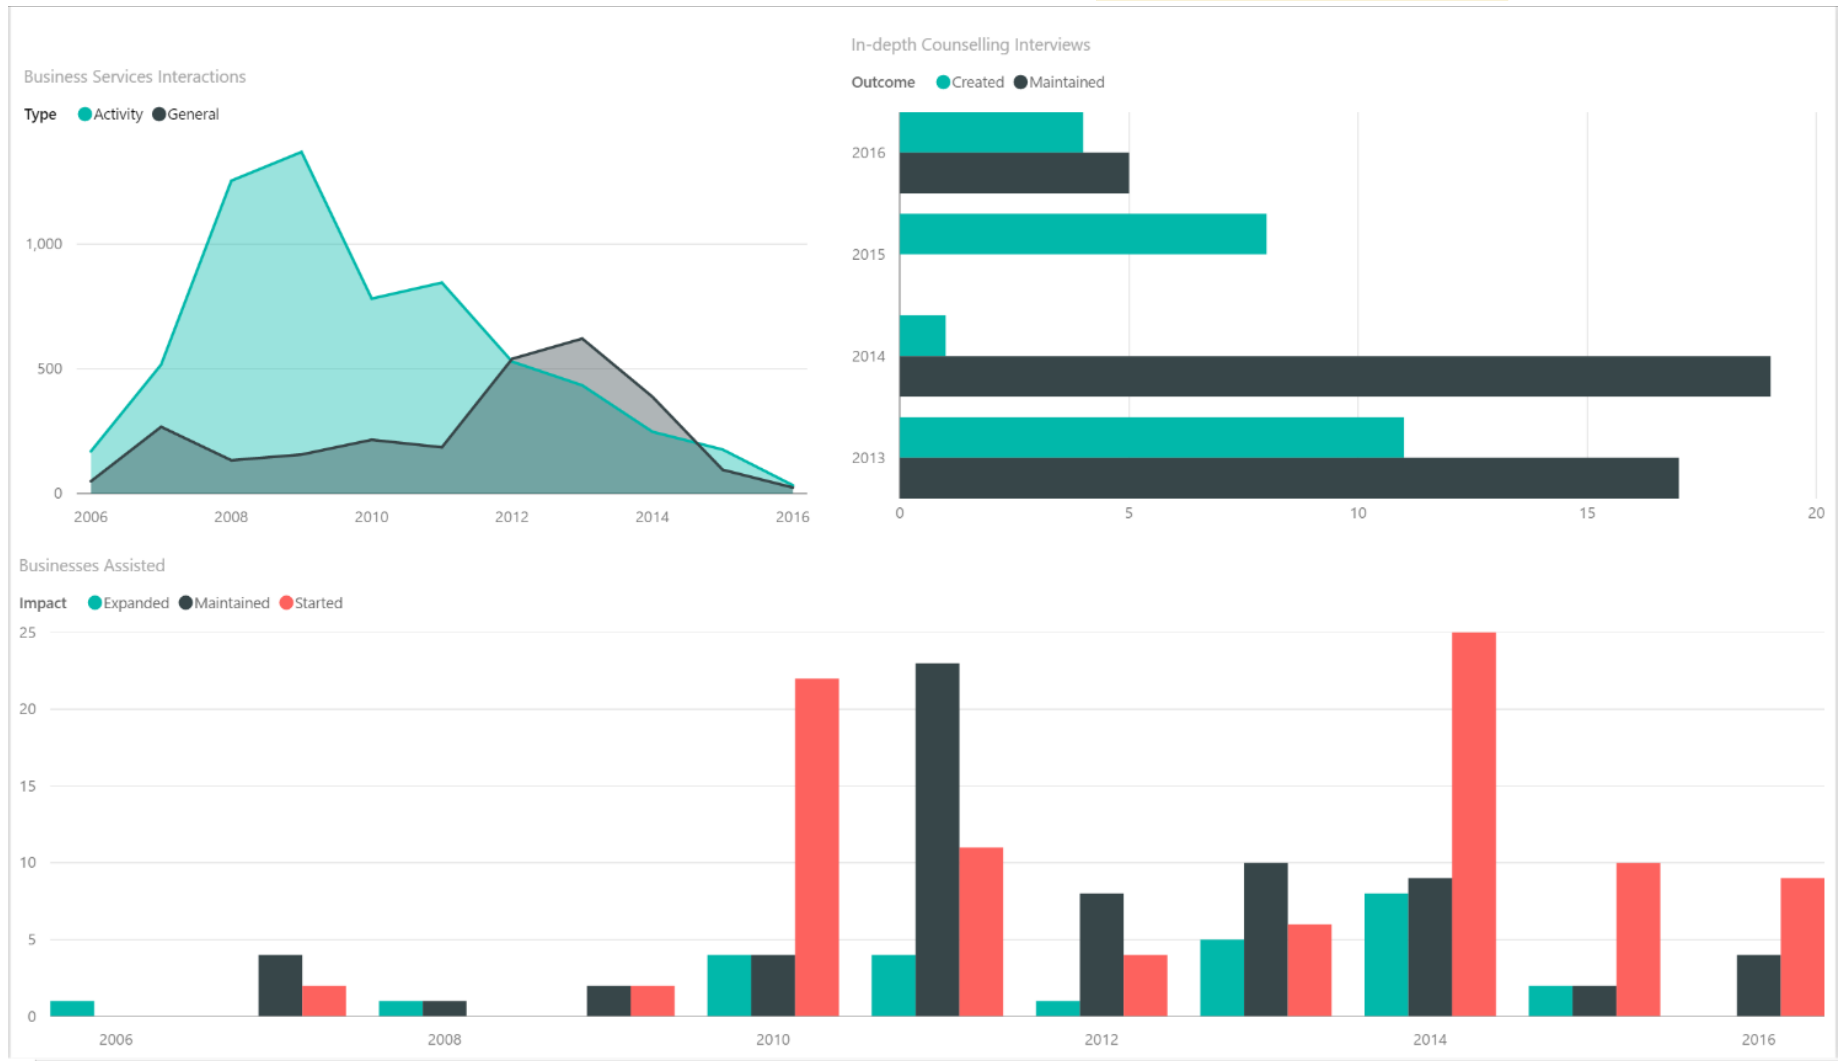 Business Services Interactions
Type Activity General
1,000
500
0
2006 2008 2010 2012 2014 2016
In-depth Counselling Interviews
Outcome Created Maintained
2016
2015
2014
2013
0 5 10 15 20
Businesses Assisted
Impact Expanded Maintained Started
25
20
15
10
5
0
2006 2008 2010 2012 2014 2016